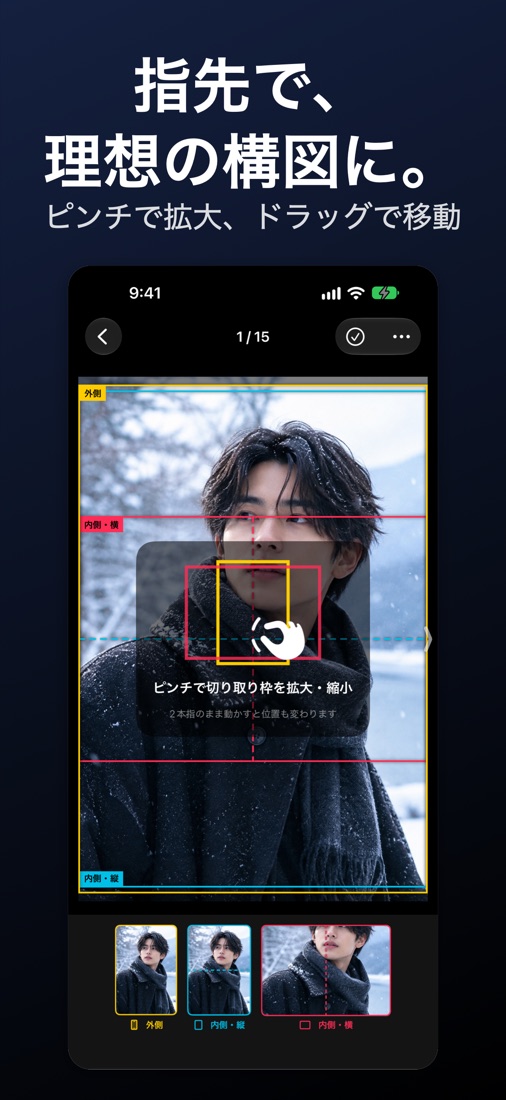 指先で、
理想の構図に。
ピンチで拡大、ドラッグで移動
9:41
1/15
外側
内側・横
ピンチで切り取り枠を拡大・縮小
2本指のまま動かすと位置も変わります
内側・縦
外側
内側・縦
内側・横